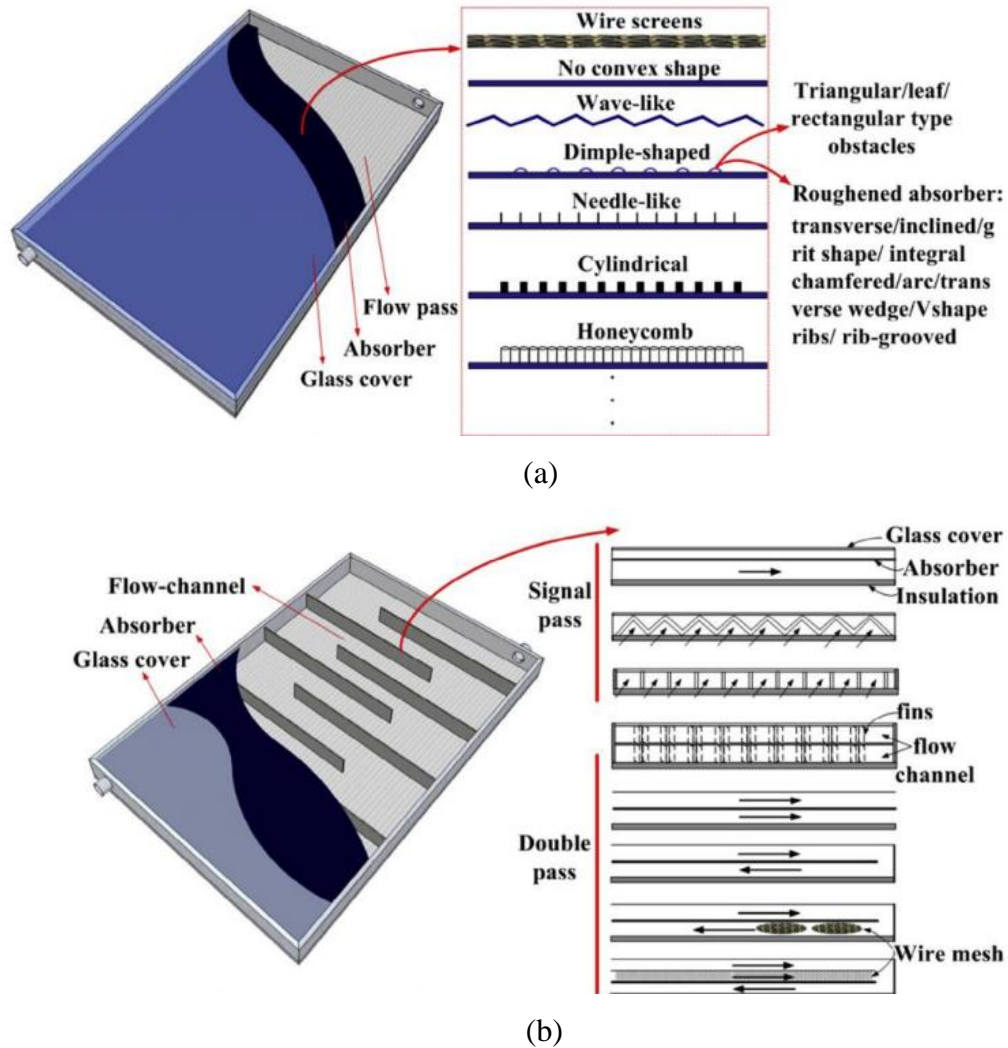 Wire screens
No convex shape
Wave-like
Dimple-shaped
Needle-like
Cylindrical
Honeycomb
Triangular/leaf/
rectangular type
obstacles
Roughened absorber:
transverse/inclined/g
rit shape/ integral
chamfered/arc/trans
verse wedge/Vshape
ribs/ rib-grooved
Flow pass
Absorber
Glass cover
(a)
Flow-channel
Absorber
Glass cover
Signal
pass
Double
pass
Glass cover
Absorber
Insulation
fins
flow
channel
Wire mesh
(b)